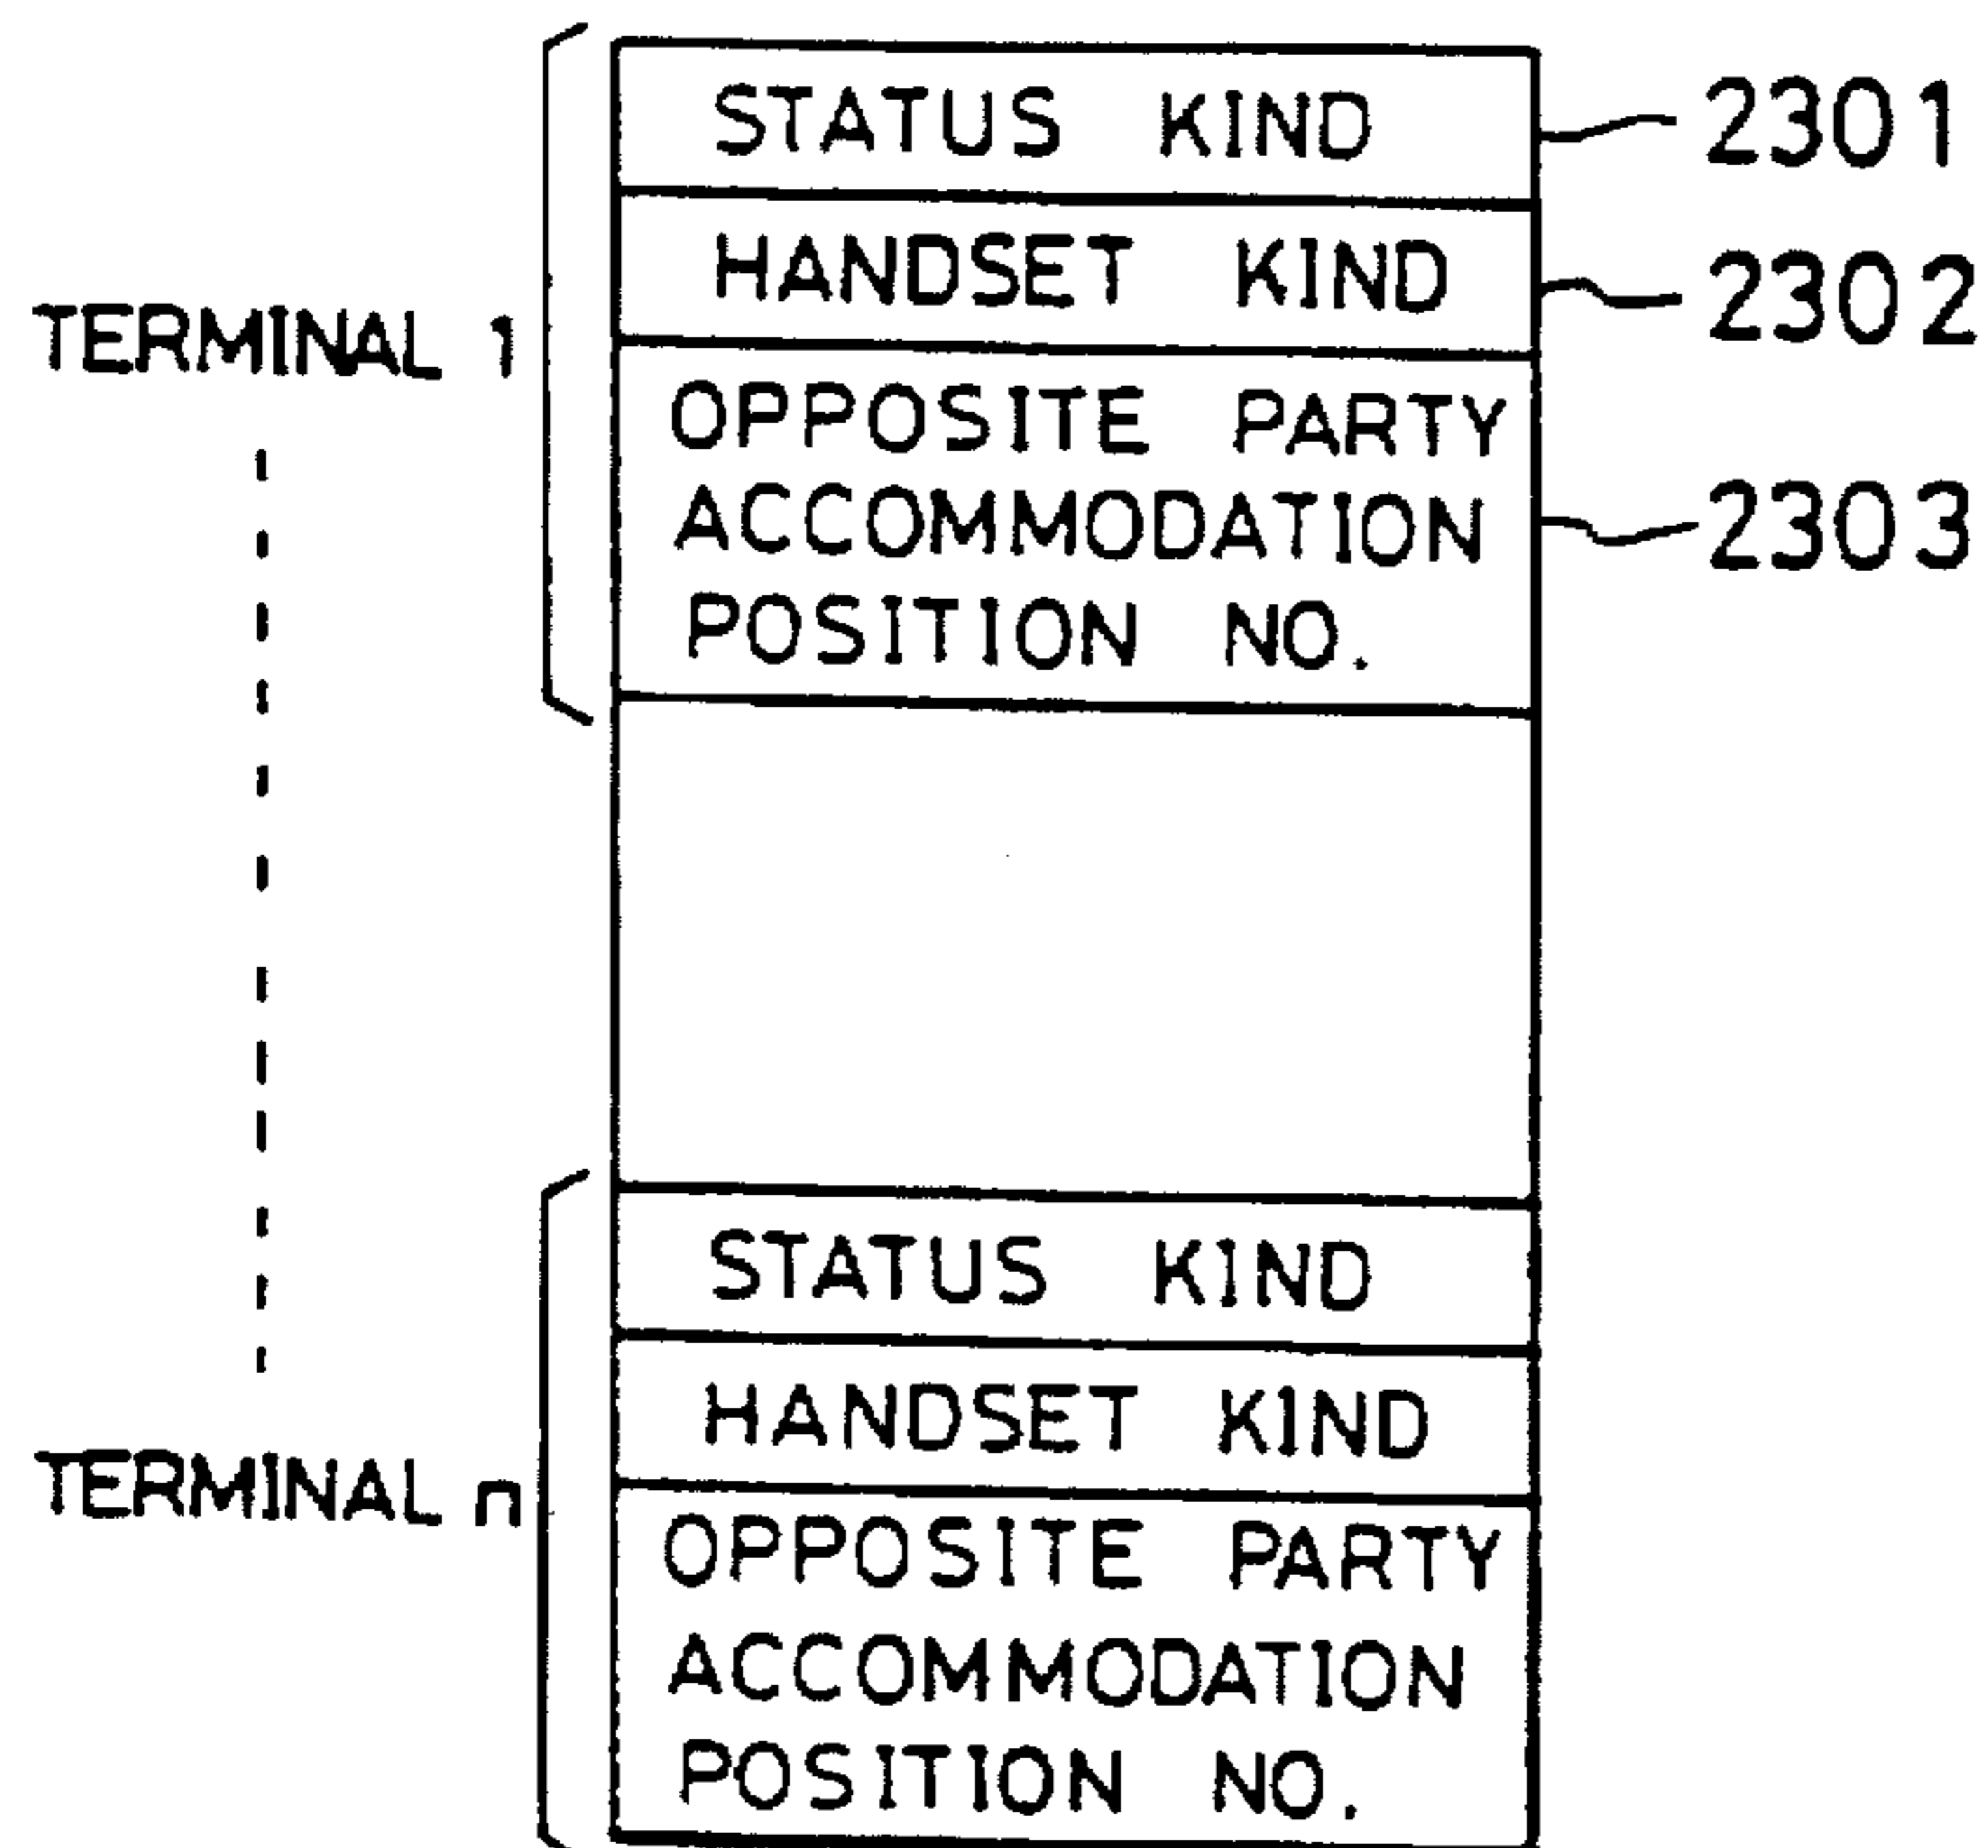 STATUS KIND 2301
HANDSET KIND 2302
TERMINAL 1
OPPOSITE PARTY
ACCOMMODATION 2303
POSITION NO.
STATUS KIND
HANDSET KIND
TERMINAL n
OPPOSITE PARTY
ACCOMMODATION
POSITION NO.